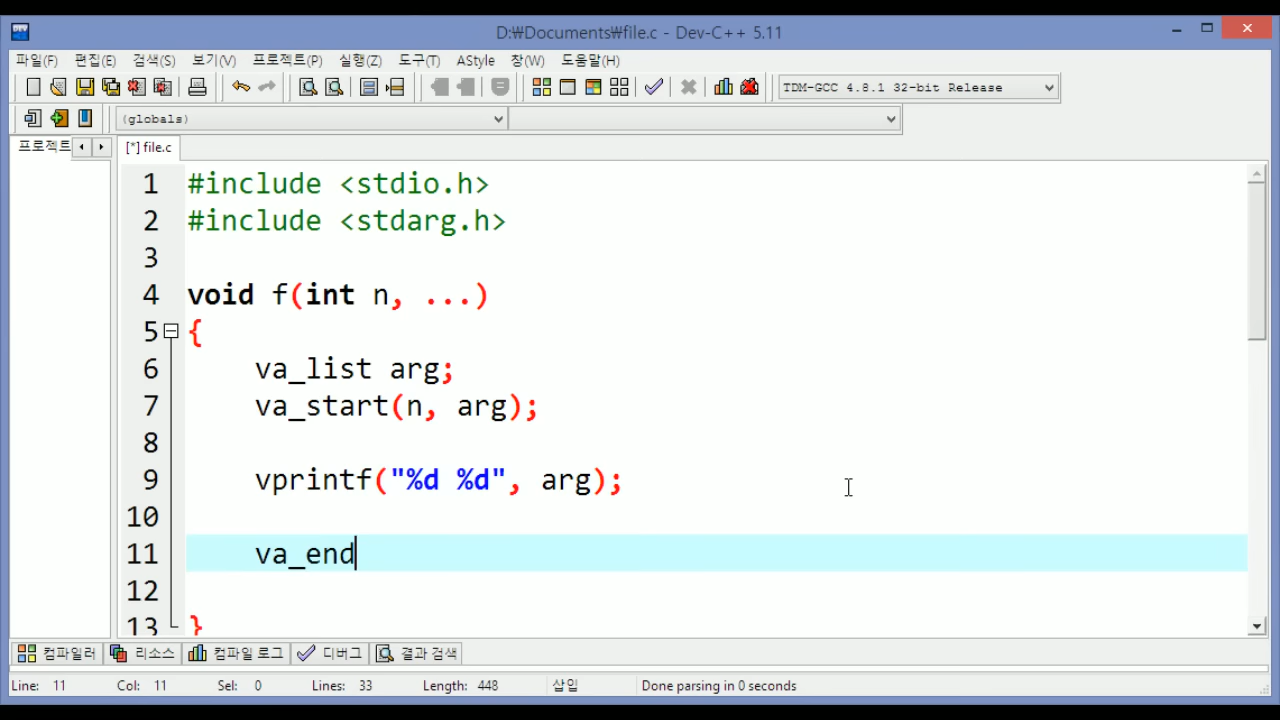 DEV
D:₩Documents₩file.c - Dev-C++ 5.11
파일(F) 편집(E) 검색(S) 보기(V) 프로젝트(P) 실행(Z) 도구(T) AStyle 창(W) 도움말(H)
TDM-GCC 4.8.1 32-bit Release
(globals)
프로젝트
[*] file.c
1 #include <stdio.h>
2 #include <stdarg.h>
3
4 void f(int n, ...)
5 {
6 va_list arg;
7 va_start(n, arg);
8
9 vprintf("%d %d", arg);
10
11 va_end
12
13 }
컴파일러 리소스 컴파일 로그 디버그 결과 검색
Line: 11 Col: 11 Sel: 0 Lines: 33 Length: 448 삽입 Done parsing in 0 seconds